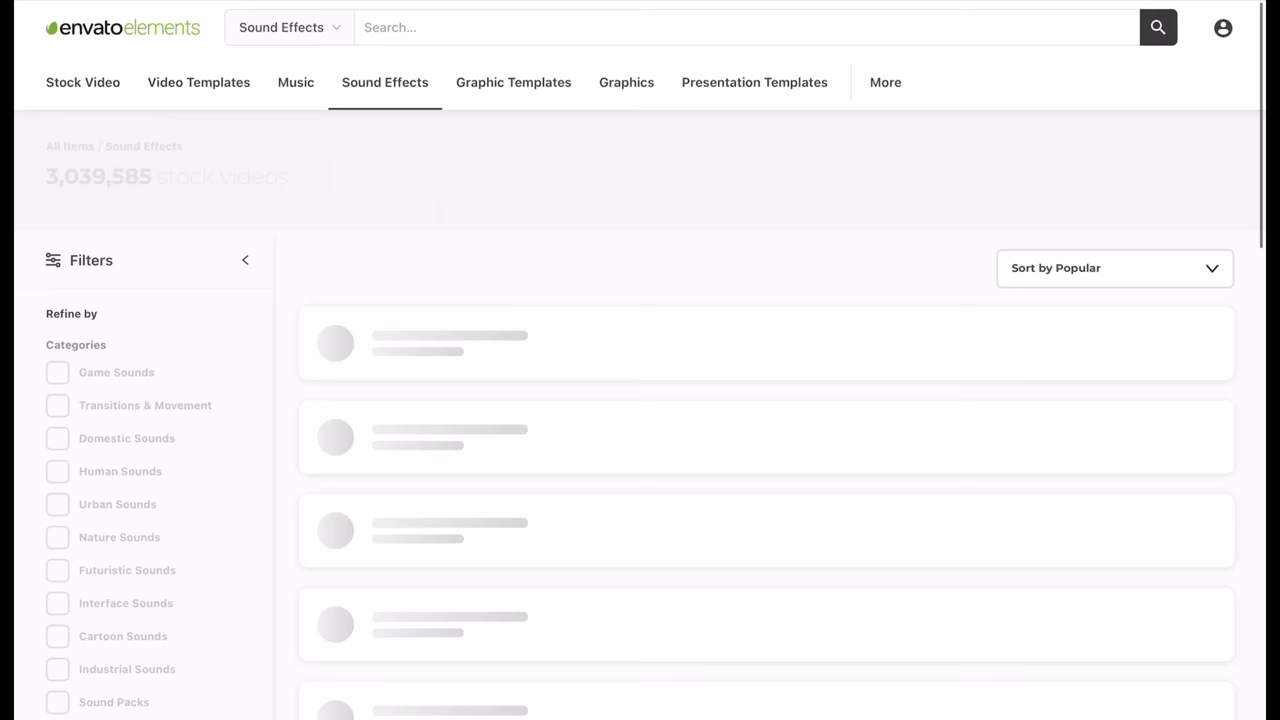 envatoelements
Sound Effects
Search...
Stock Video
Video Templates
Music
Sound Effects
Graphic Templates
Graphics
Presentation Templates
More
All Items / Sound Effects
3,039,585 stock videos
Filters
Sort by Popular
Refine by
Categories
Game Sounds
Transitions & Movement
Domestic Sounds
Human Sounds
Urban Sounds
Nature Sounds
Futuristic Sounds
Interface Sounds
Cartoon Sounds
Industrial Sounds
Sound Packs